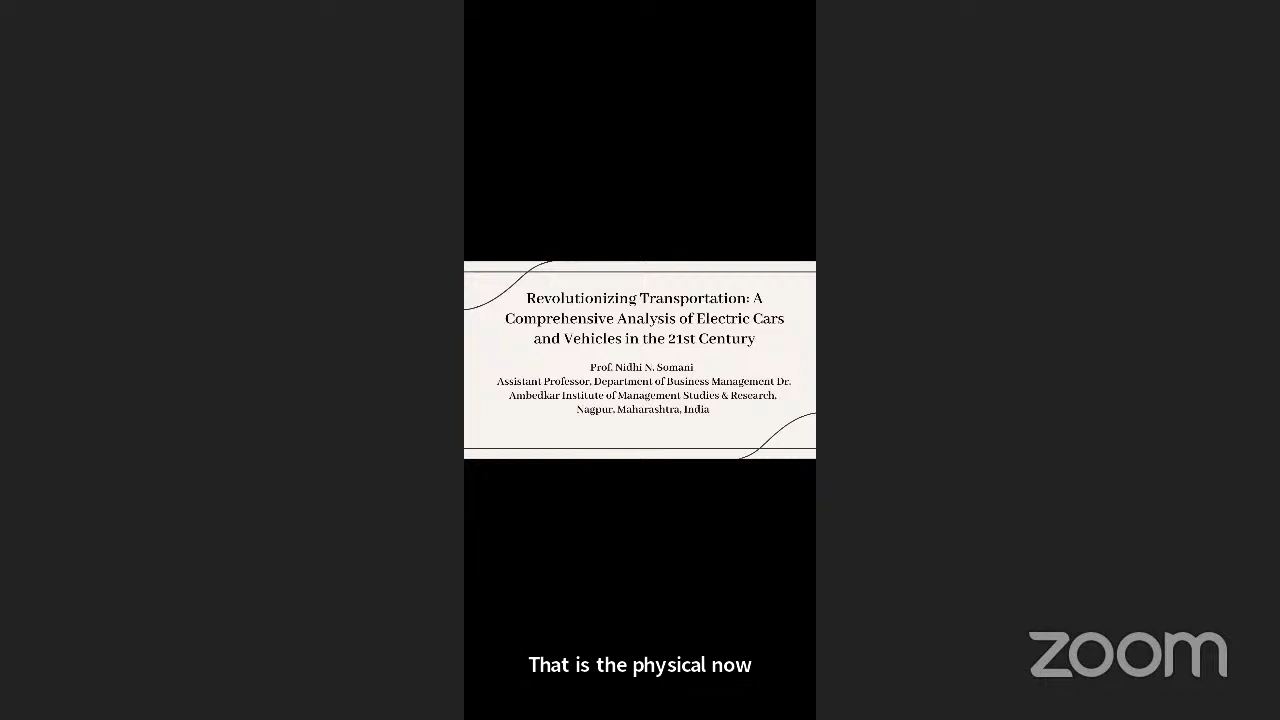 Revolutionizing Transportation: A
Comprehensive Analysis of Electric Cars
and Vehicles in the 21st Century
Prof. Nidhi N. Somani
Assistant Professor, Department of Business Management Dr.
Ambedkar Institute of Management Studies & Research,
Nagpur, Maharashtra, India
That is the physical now
zoom